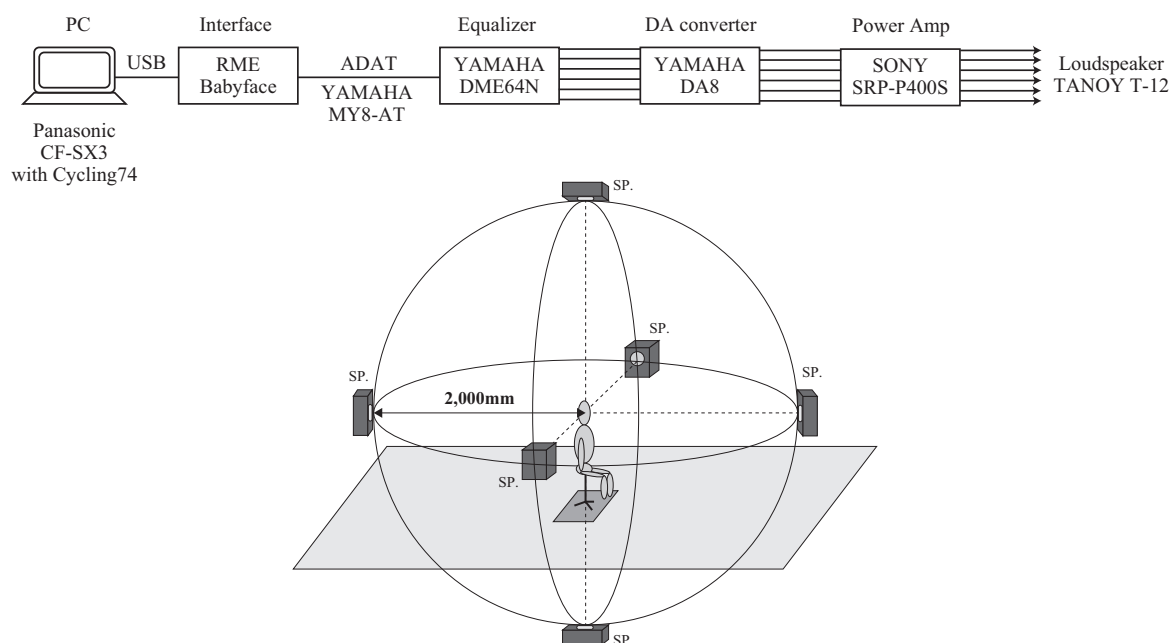 PC
Interface
Equalizer
DA converter
Power Amp
USB
RME
Babyface
ADAT
YAMAHA
MY8-AT
YAMAHA
DME64N
YAMAHA
DA8
SONY
SRP-P400S
Loudspeaker
TANOY T-12
Panasonic
CF-SX3
with Cycling74
SP.
SP.
SP.
SP.
2,000mm
SP.
SP.